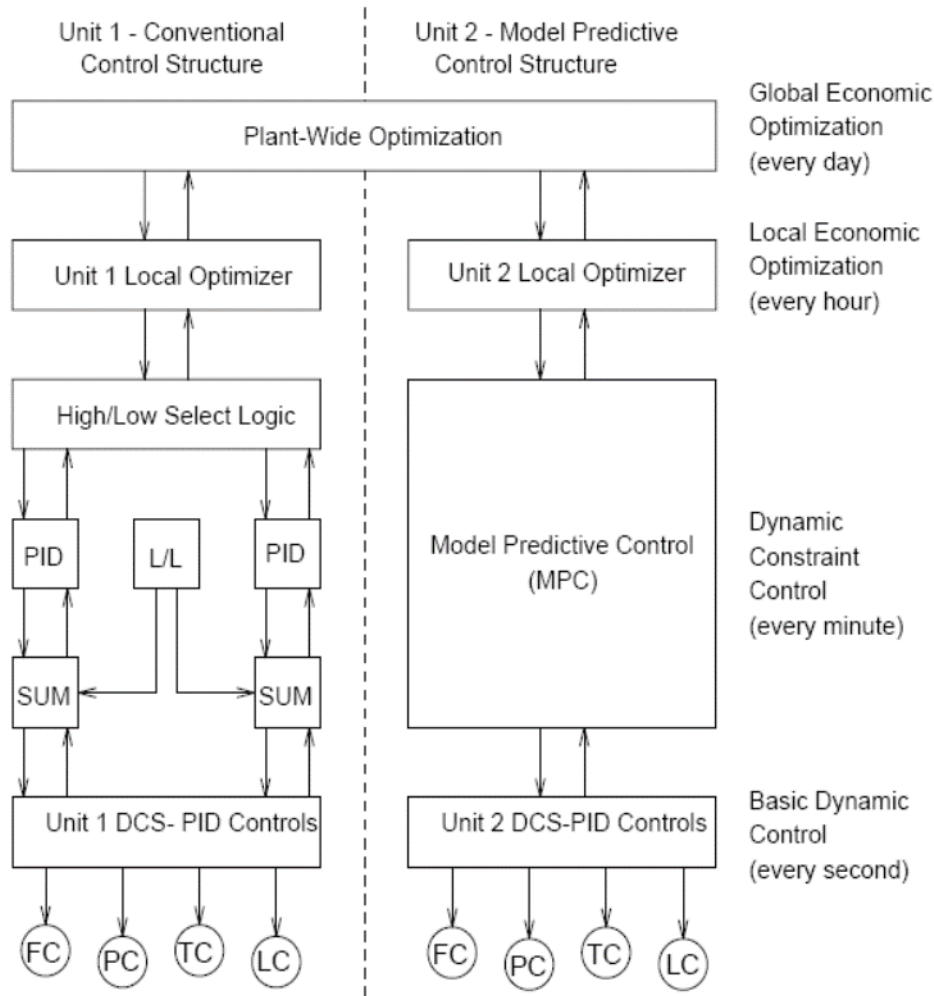 Unit 1 - Conventional
Control Structure
Unit 2 - Model Predictive
Control Structure
Plant-Wide Optimization
Global Economic
Optimization
(every day)
Unit 1 Local Optimizer
Unit 2 Local Optimizer
Local Economic
Optimization
(every hour)
High/Low Select Logic
PID
L/L
PID
SUM
SUM
Model Predictive Control
(MPC)
Dynamic
Constraint
Control
(every minute)
Unit 1 DCS- PID Controls
Unit 2 DCS-PID Controls
Basic Dynamic
Control
(every second)
FC
PC
TC
LC
FC
PC
TC
LC